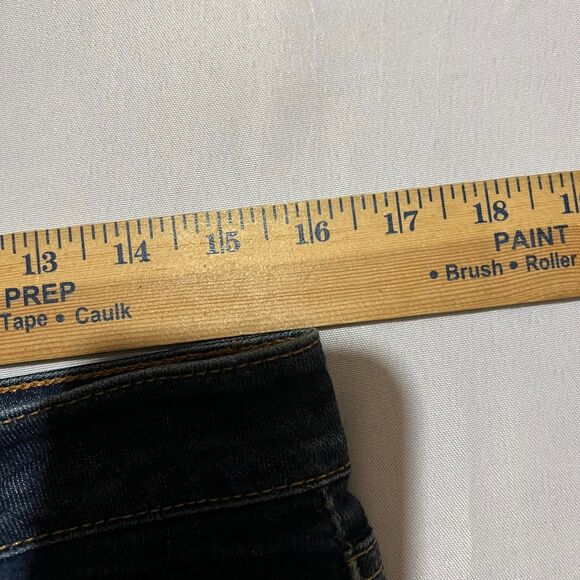 13 14 15 16 17 18
PREP PAINT
Tape • Caulk • Brush • Roller